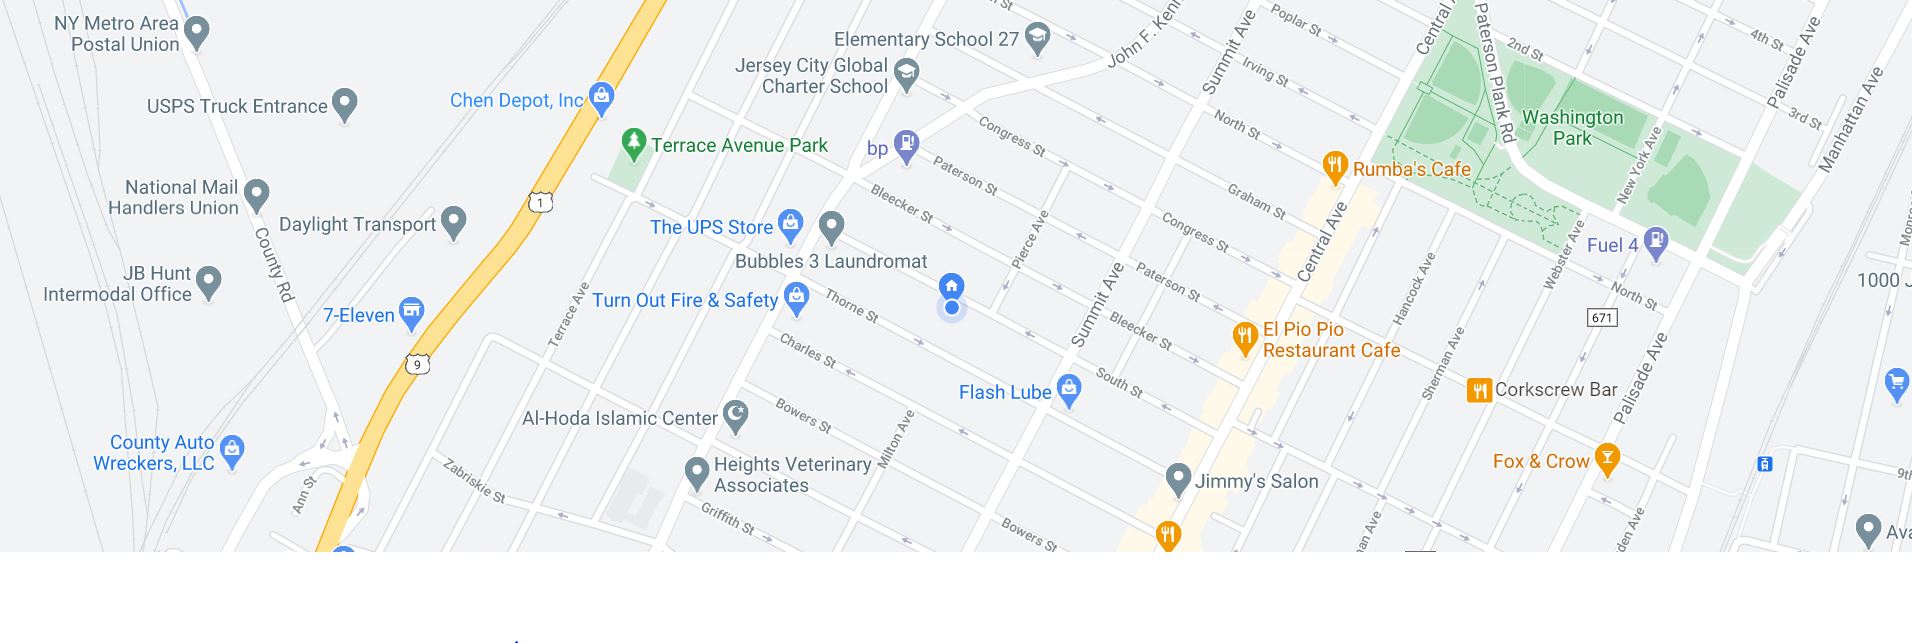 NY Metro Area
Postal Union
Elementary School 27
John F. Kenn
Summit Ave
Poplar St
Central
Paterson Plank Rd
2nd St
4th St
Palisade Ave
Jersey City Global
Charter School
Irving St
Manhattan Ave
USPS Truck Entrance
Chen Depot, Inc
3rd St
Washington
Park
North St
Congress St
Terrace Avenue Park
bp
Paterson St
Rumba's Cafe
New York Ave
National Mail
Handlers Union
1
Bleecker St
Graham St
Daylight Transport
The UPS Store
Pierce Ave
Congress St
Central Ave
Webster Ave
Fuel 4
County Rd
Bubbles 3 Laundromat
JB Hunt
Intermodal Office
Hancock Ave
1000 J
Turn Out Fire & Safety
Paterson St
North St
7-Eleven
Terrace Ave
Thorne St
Summit Ave
Bleecker St
671
El Pio Pio
Restaurant Cafe
Charles St
9
Sherman Ave
Palisade Ave
South St
Flash Lube
Corkscrew Bar
Al-Hoda Islamic Center
Bowers St
Milton Ave
County Auto
Wreckers, LLC
Zabriskie St
Heights Veterinary
Associates
Fox & Crow
Jimmy's Salon
9th
Ann St
Griffith St
Bowers St
an Ave
den Ave
Ava